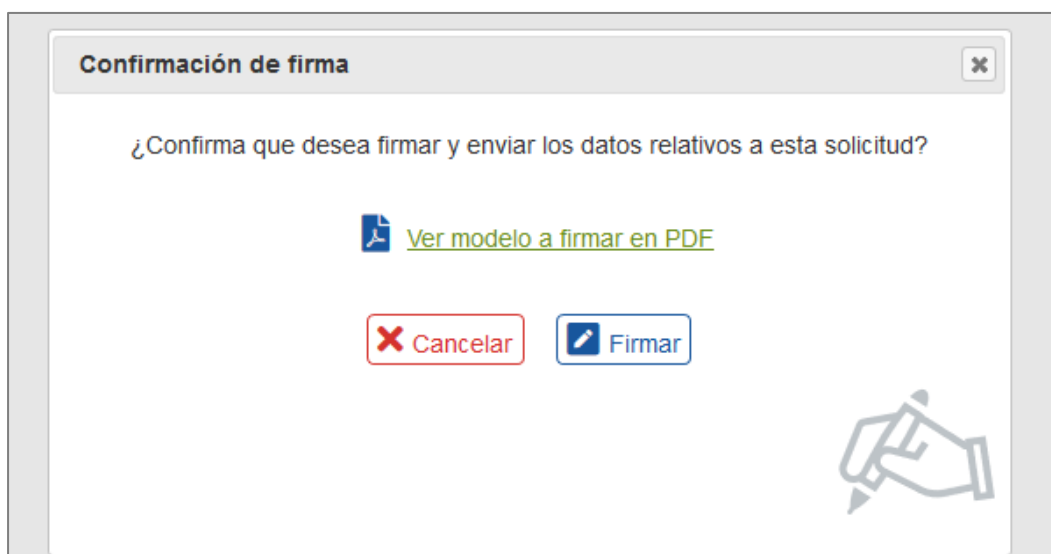 Confirmación de firma
¿Confirma que desea firmar y enviar los datos relativos a esta solicitud?
Ver modelo a firmar en PDF
Cancelar
Firmar